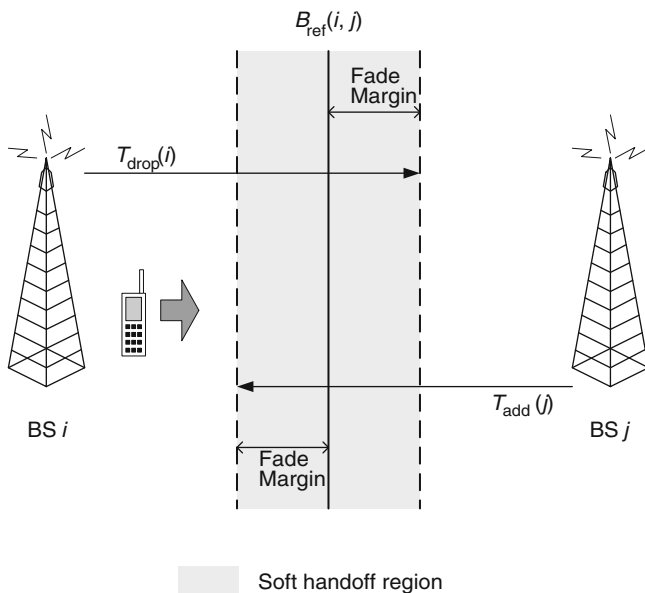 B_ref(i, j)
Fade
Margin
T_drop(i)
T_add (j)
BS i
BS j
Fade
Margin
Soft handoff region